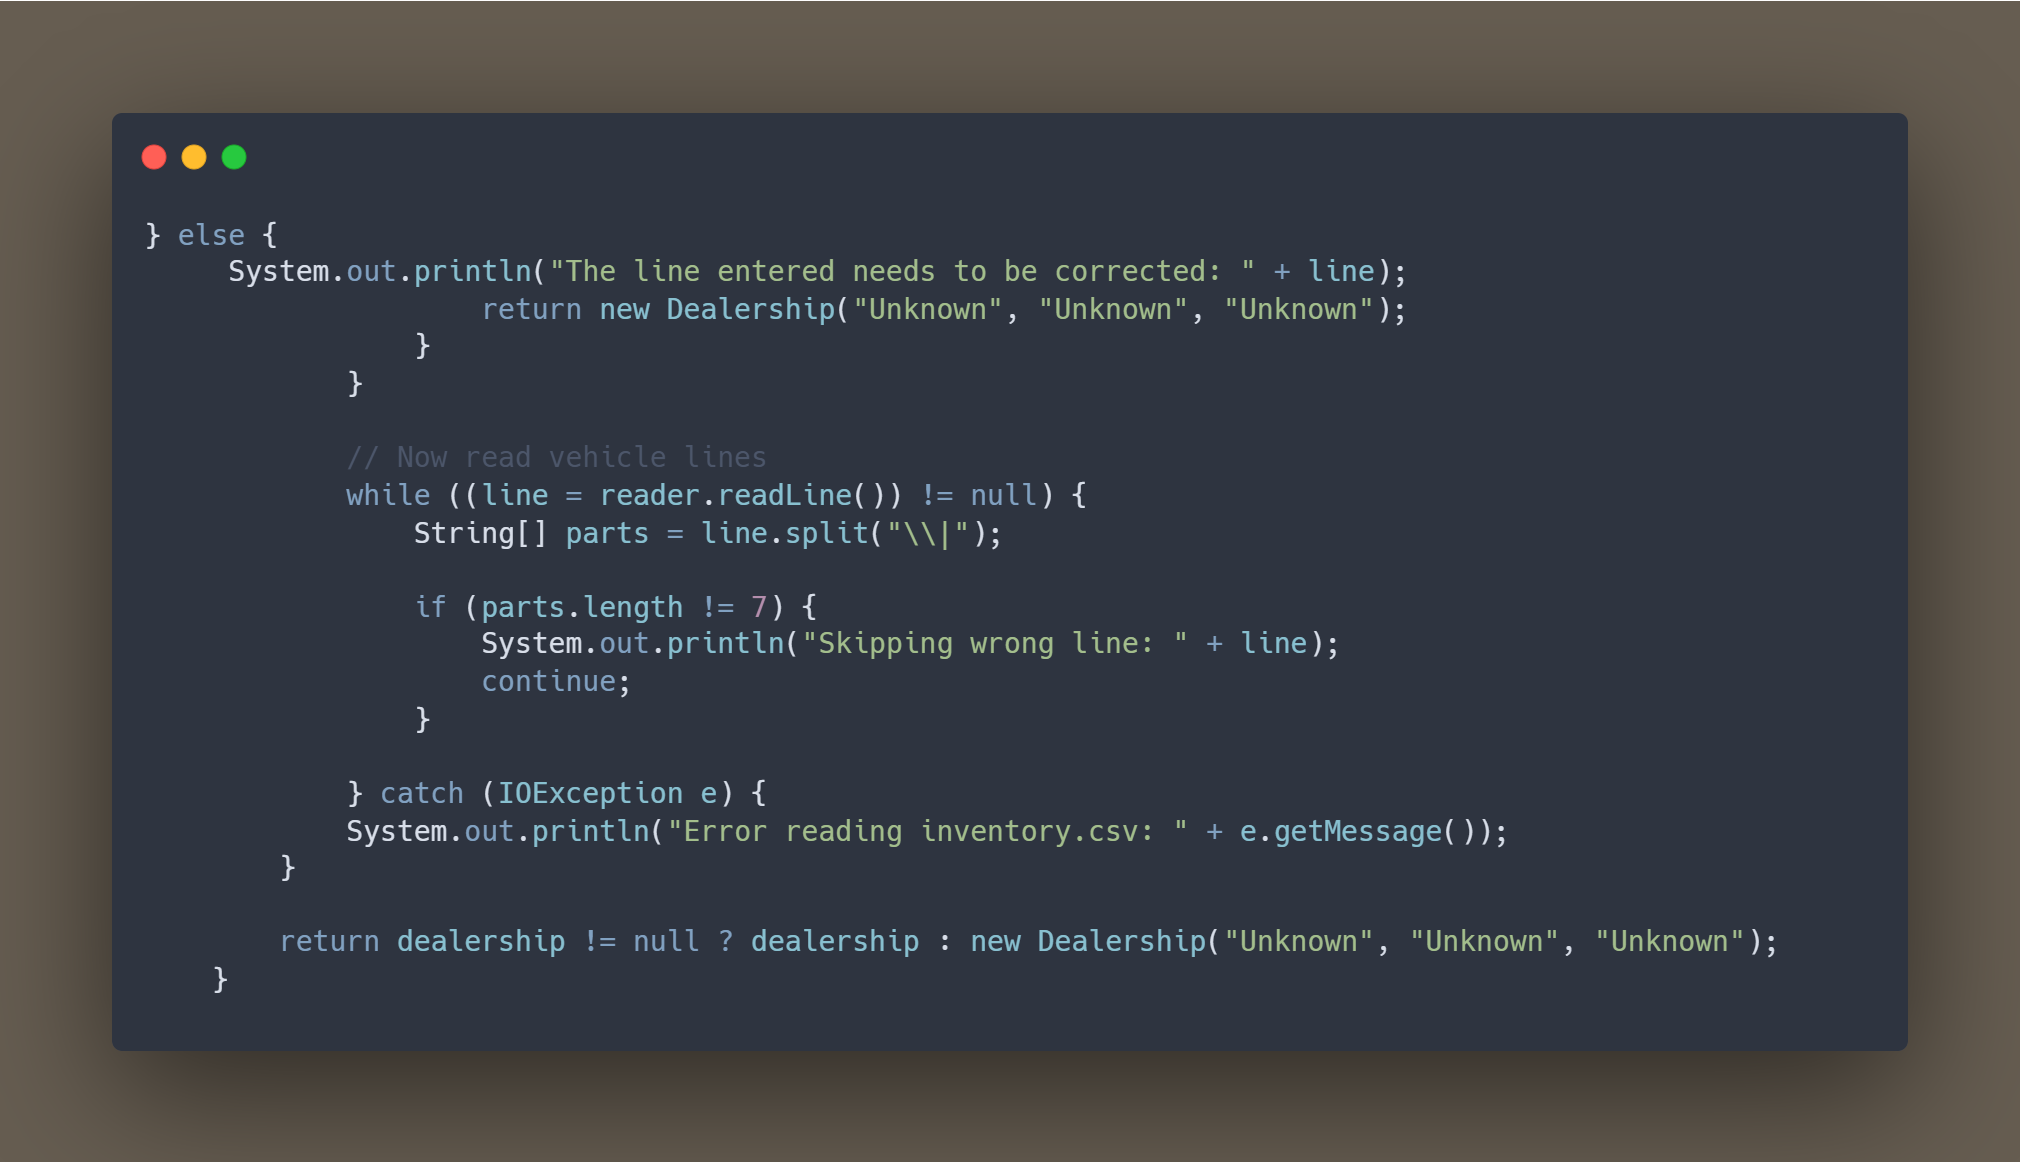 } else {
     System.out.println("The line entered needs to be corrected: " + line);
                    return new Dealership("Unknown", "Unknown", "Unknown");
                }
            }

            // Now read vehicle lines
            while ((line = reader.readLine()) != null) {
                String[] parts = line.split("\\|");

                if (parts.length != 7) {
                    System.out.println("Skipping wrong line: " + line);
                    continue;
                }

            } catch (IOException e) {
            System.out.println("Error reading inventory.csv: " + e.getMessage());
        }

        return dealership != null ? dealership : new Dealership("Unknown", "Unknown", "Unknown");
    }